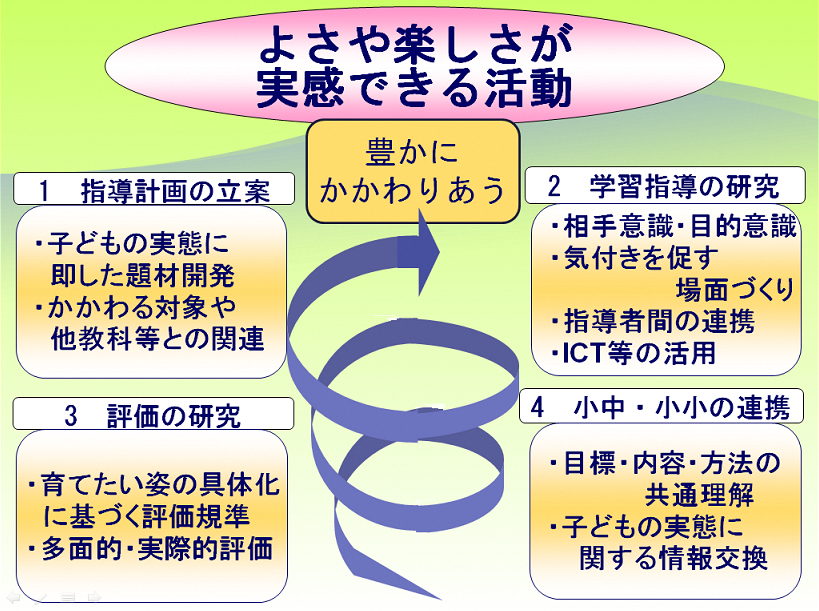 よさや楽しさが
実感できる活動
豊かに
かかわりあう
1　指導計画の立案
・子どもの実態に
即した題材開発
・かかわる対象や
他教科等との関連
2　学習指導の研究
・相手意識・目的意識
・気付きを促す
場面づくり
・指導者間の連携
・ICT等の活用
3　評価の研究
・育てたい姿の具体化
に基づく評価規準
・多面的・実際的評価
4　小中・小小の連携
・目標・内容・方法の
共通理解
・子どもの実態に
関する情報交換